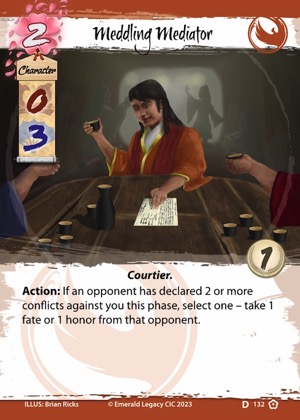 2
Meddling Mediator
Character
0
3
1
Courtier.
Action: If an opponent has declared 2 or more
conflicts against you this phase, select one – take 1
fate or 1 honor from that opponent.
ILLUS: Brian Ricks © Emerald Legacy CIC 2023 D 132